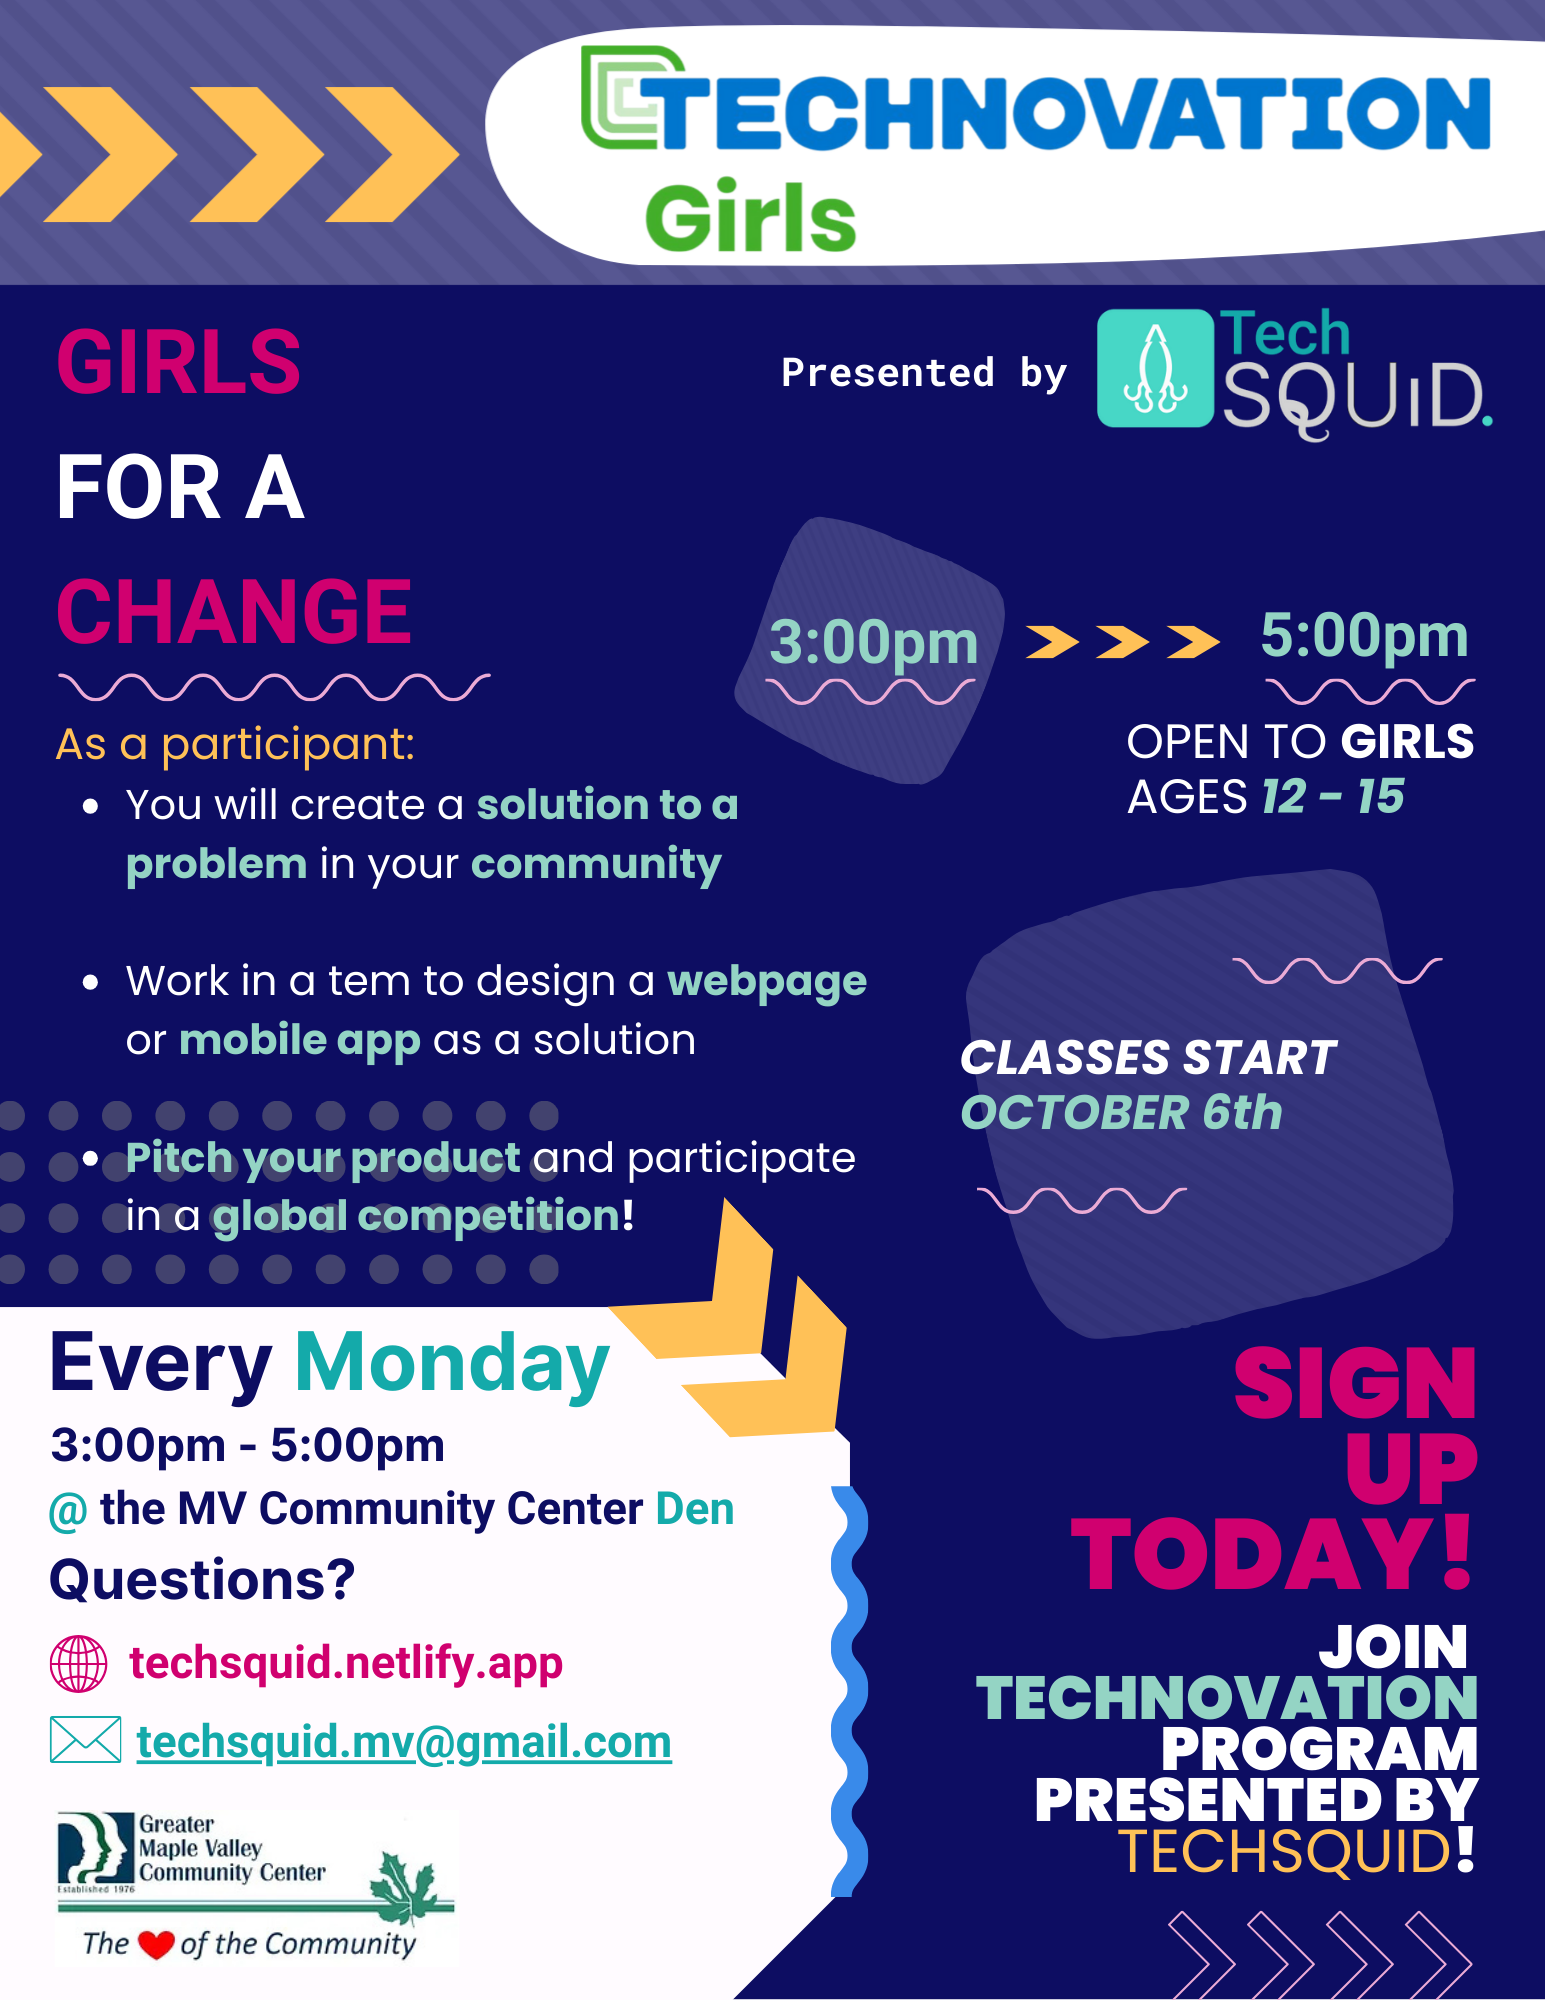 TECHNOVATION
Girls
GIRLS
FOR A
CHANGE
Presented by
Tech
SQUiD.
3:00pm
5:00pm
OPEN TO GIRLS
AGES 12 - 15
As a participant:
You will create a solution to a
problem in your community
Work in a tem to design a webpage
or mobile app as a solution
Pitch your product and participate
in a global competition!
CLASSES START
OCTOBER 6th
Every Monday
3:00pm - 5:00pm
@ the MV Community Center Den
Questions?
techsquid.netlify.app
techsquid.mv@gmail.com
Greater
Maple Valley
Community Center
Established 1976
The of the Community
SIGN
UP
TODAY!
JOIN
TECHNOVATION
PROGRAM
PRESENTED BY
TECHSQUID!